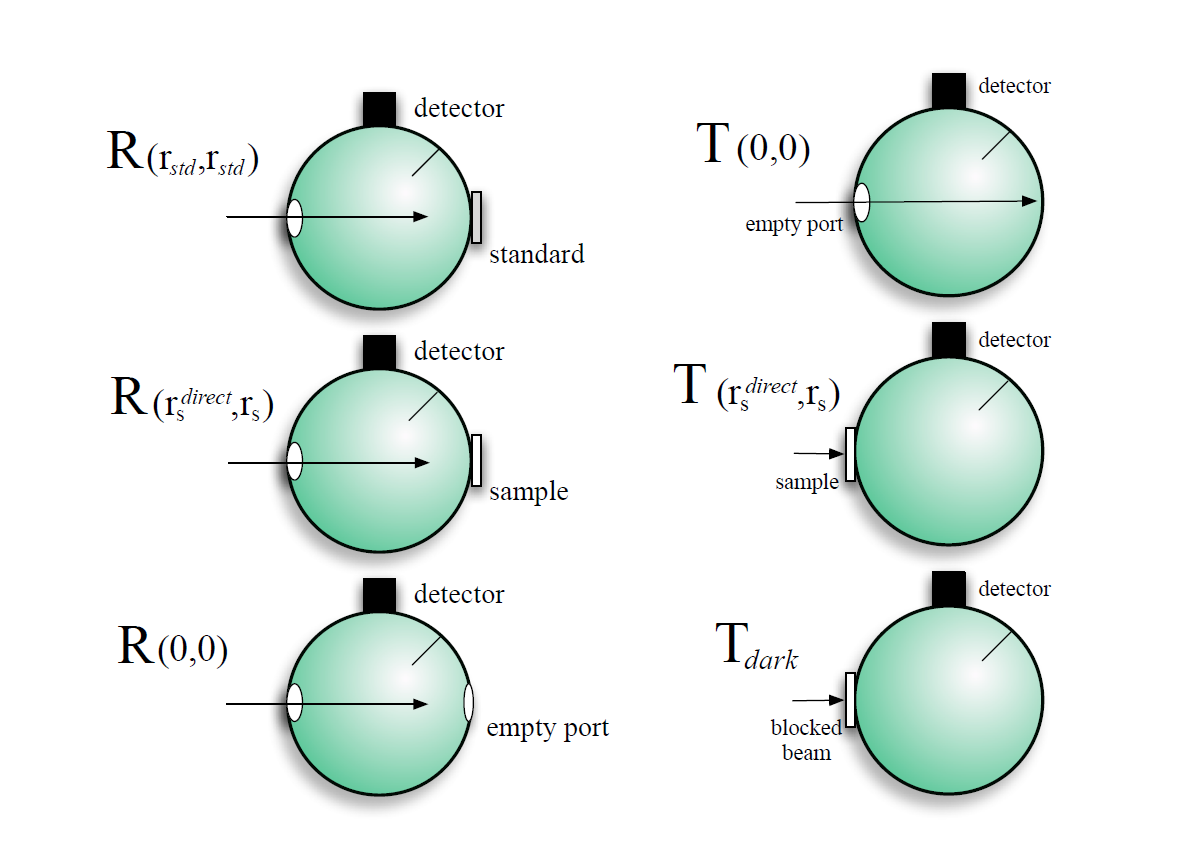 detector
R(r_std,r_std)
standard
detector
R(r_s^direct,r_s)
sample
detector
R(0,0)
empty port
detector
T(0,0)
empty port
detector
T(r_s^direct,r_s)
sample
detector
T_dark
blocked
beam